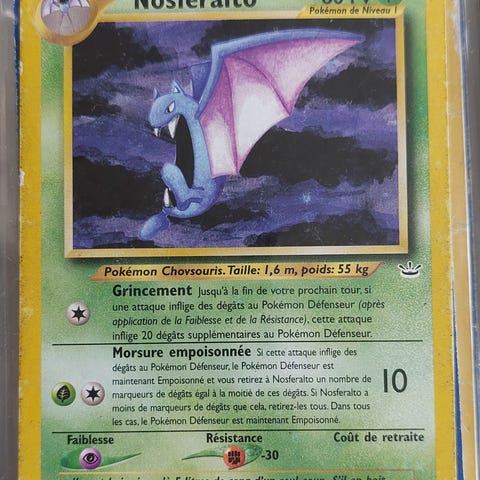 Nosferalto
Pokémon de Niveau 1
Pokémon Chovsouris. Taille: 1,6 m, poids: 55 kg
Grincement Jusqu'à la fin de votre prochain tour, si
une attaque inflige des dégâts au Pokémon Défenseur (après
application de la Faiblesse et de la Résistance), cette attaque
inflige 20 dégâts supplémentaires au Pokémon Défenseur.
Morsure empoisonnée Si cette attaque inflige des
dégâts au Pokémon Défenseur, le Pokémon Défenseur est
maintenant Empoisonné et vous retirez à Nosferalto un nombre de
marqueurs de dégâts égal à la moitié de ces dégâts. Si Nosferalto a
moins de marqueurs de dégâts que cela, retirez-les tous. Dans tous
les cas, le Pokémon Défenseur est maintenant Empoisonné.
10
Faiblesse Résistance Coût de retraite
-30